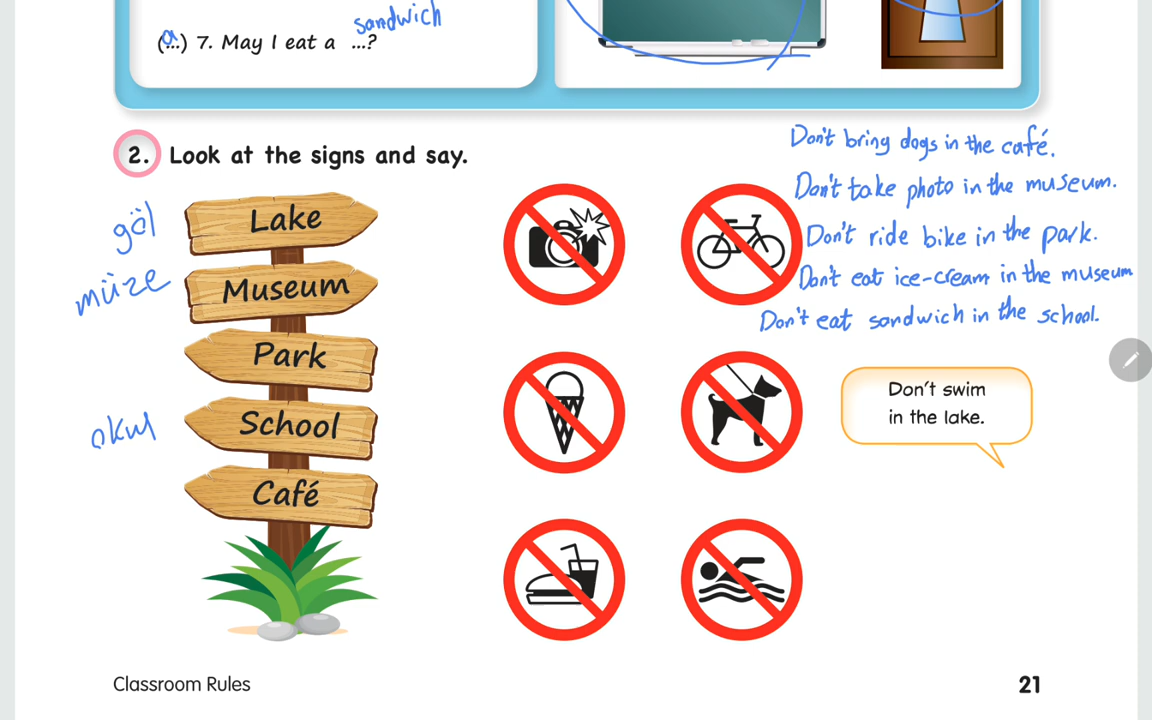 sandwich
(a...) 7. May I eat a ...?
2. Look at the signs and say.
Don't bring dogs in the café.
Don't take photo in the museum.
Don't ride bike in the park.
Don't eat ice-cream in the museum
Don't eat sandwich in the school.
göl
müze
okul
Lake
Museum
Park
School
Café
Don't swim
in the lake.
Classroom Rules
21